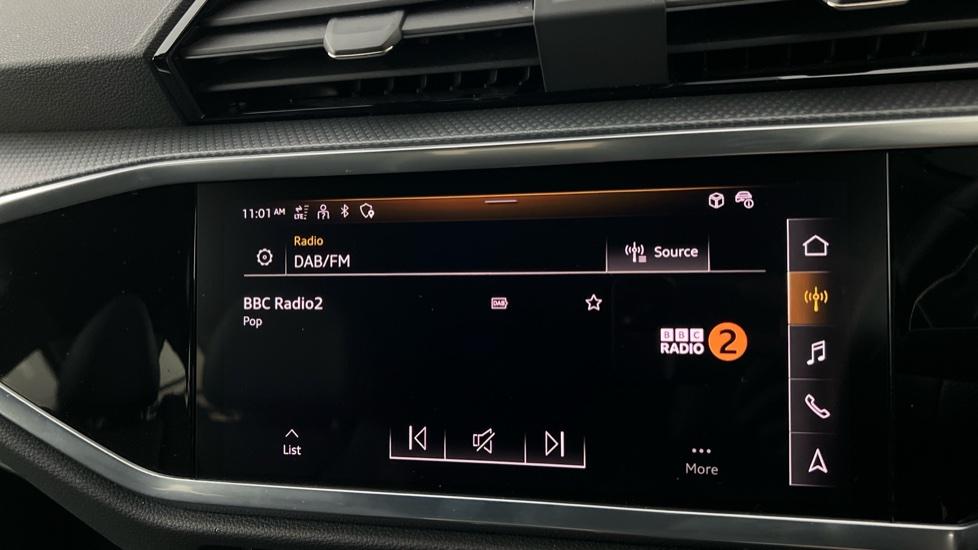 11:01 AM LTE
Radio
DAB/FM
Source
BBC Radio2
DAB
Pop
BBC
RADIO 2
List
More